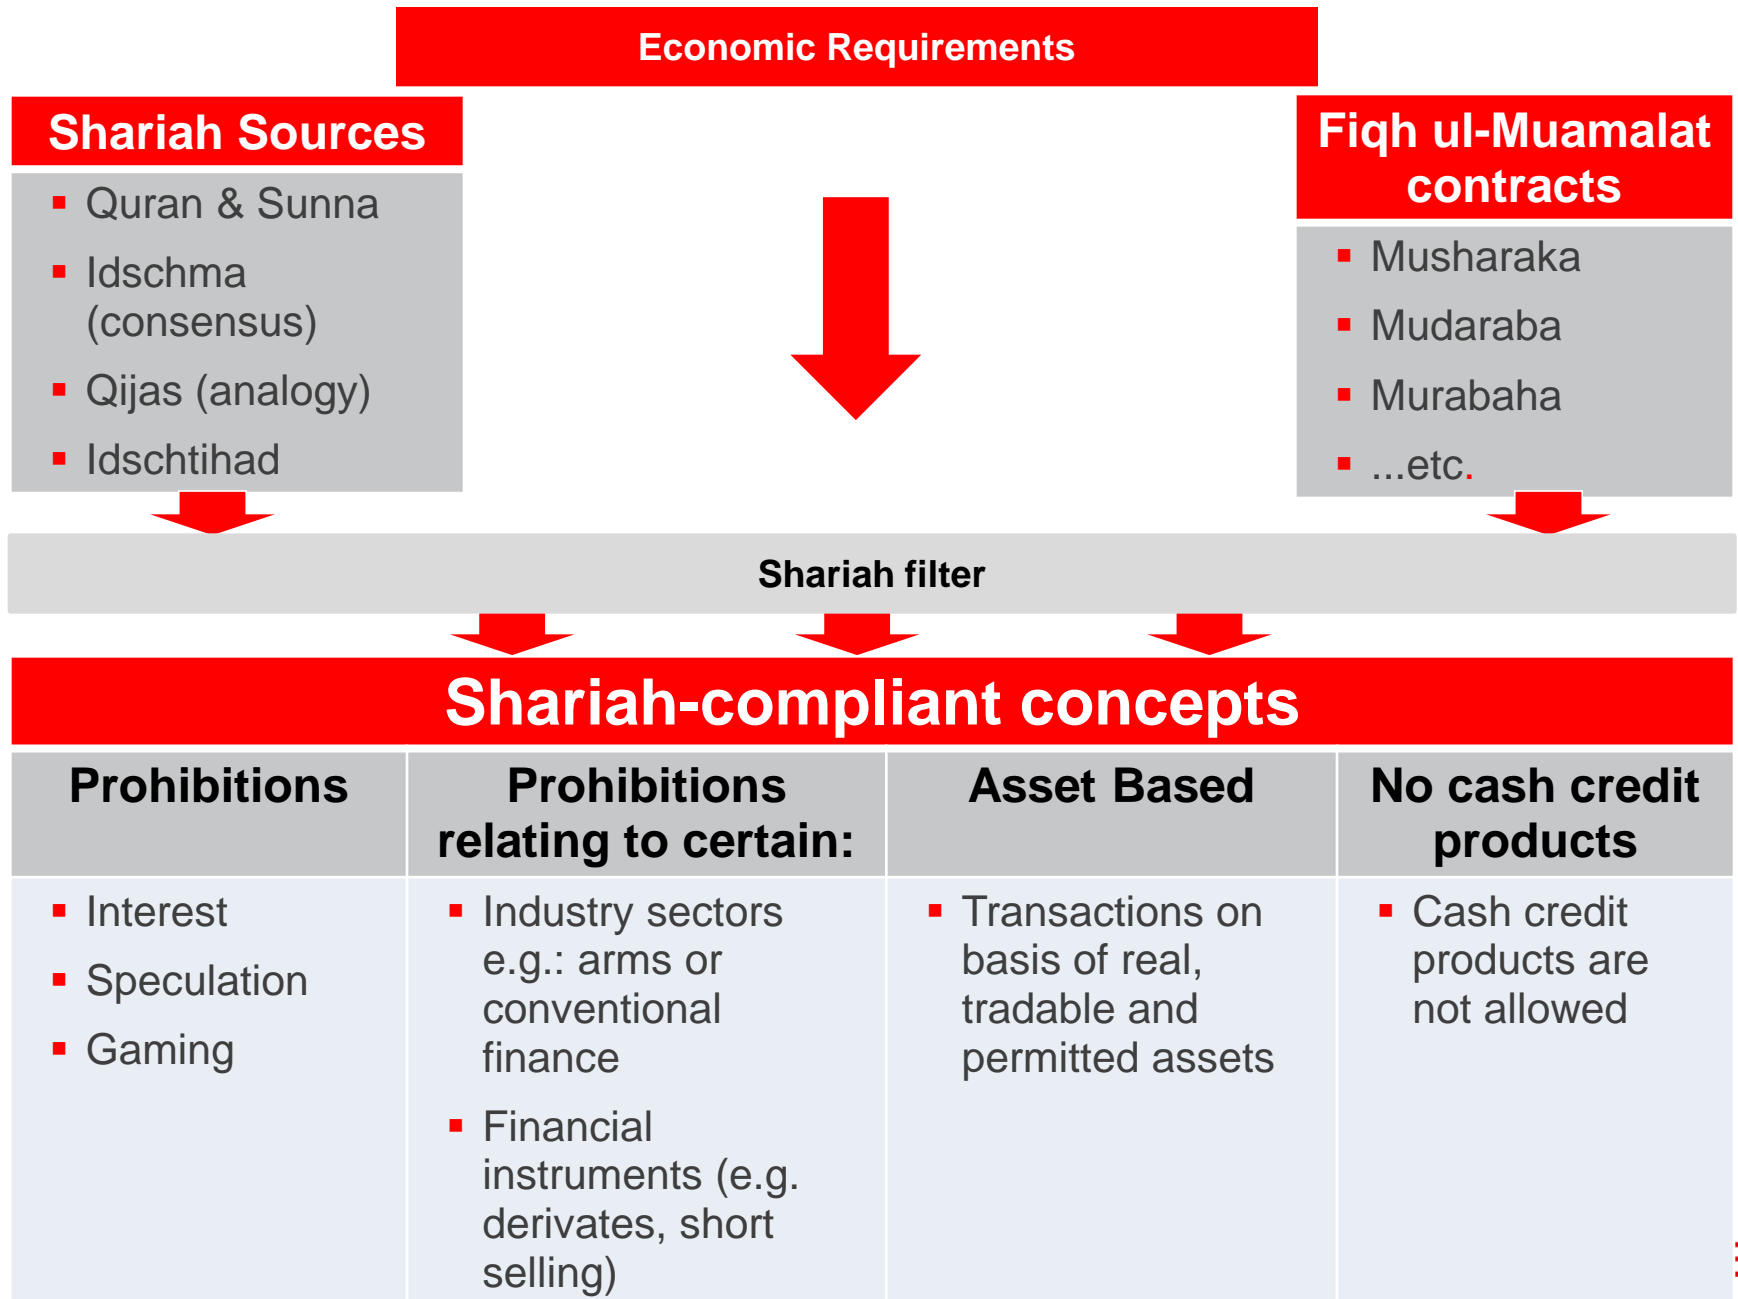 Economic Requirements
Shariah Sources
Quran & Sunna
Idschma
(consensus)
Qijas (analogy)
Idschtihad
Fiqh ul-Muamalat
contracts
Musharaka
Mudaraba
Murabaha
...etc.
Shariah filter
Shariah-compliant concepts
Prohibitions
Interest
Speculation
Gaming
Prohibitions
relating to certain:
Industry sectors
e.g.: arms or
conventional
finance
Financial
instruments (e.g.
derivates, short
selling)
Asset Based
Transactions on
basis of real,
tradable and
permitted assets
No cash credit
products
Cash credit
products are
not allowed